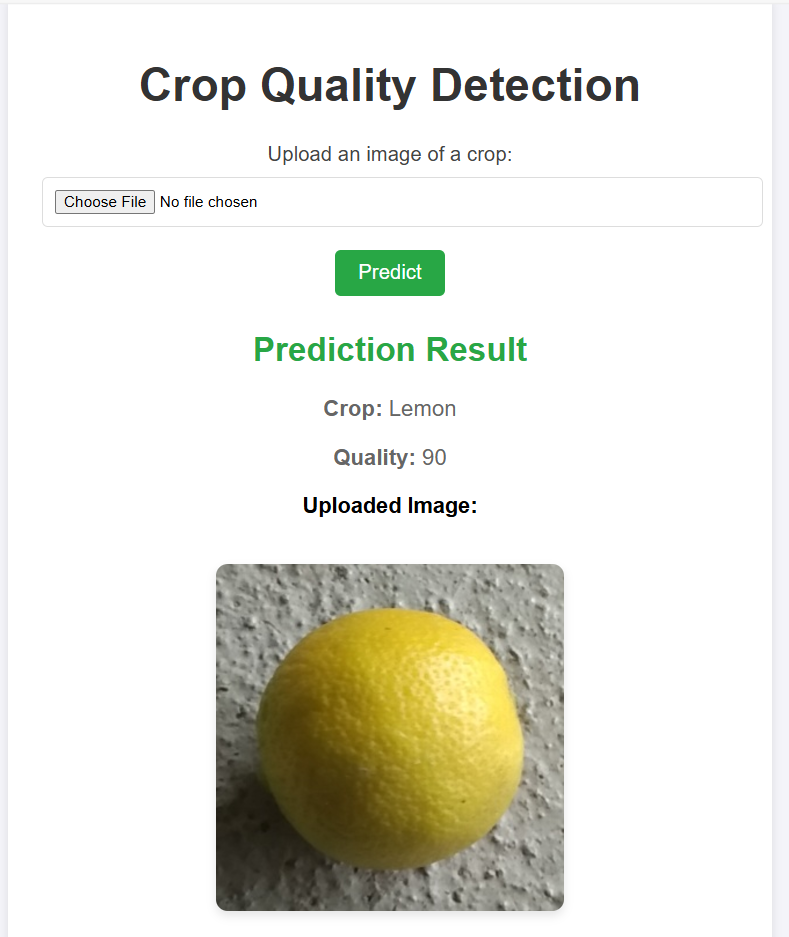 Crop Quality Detection
Upload an image of a crop:
Choose File No file chosen
Predict
Prediction Result
Crop: Lemon
Quality: 90
Uploaded Image: